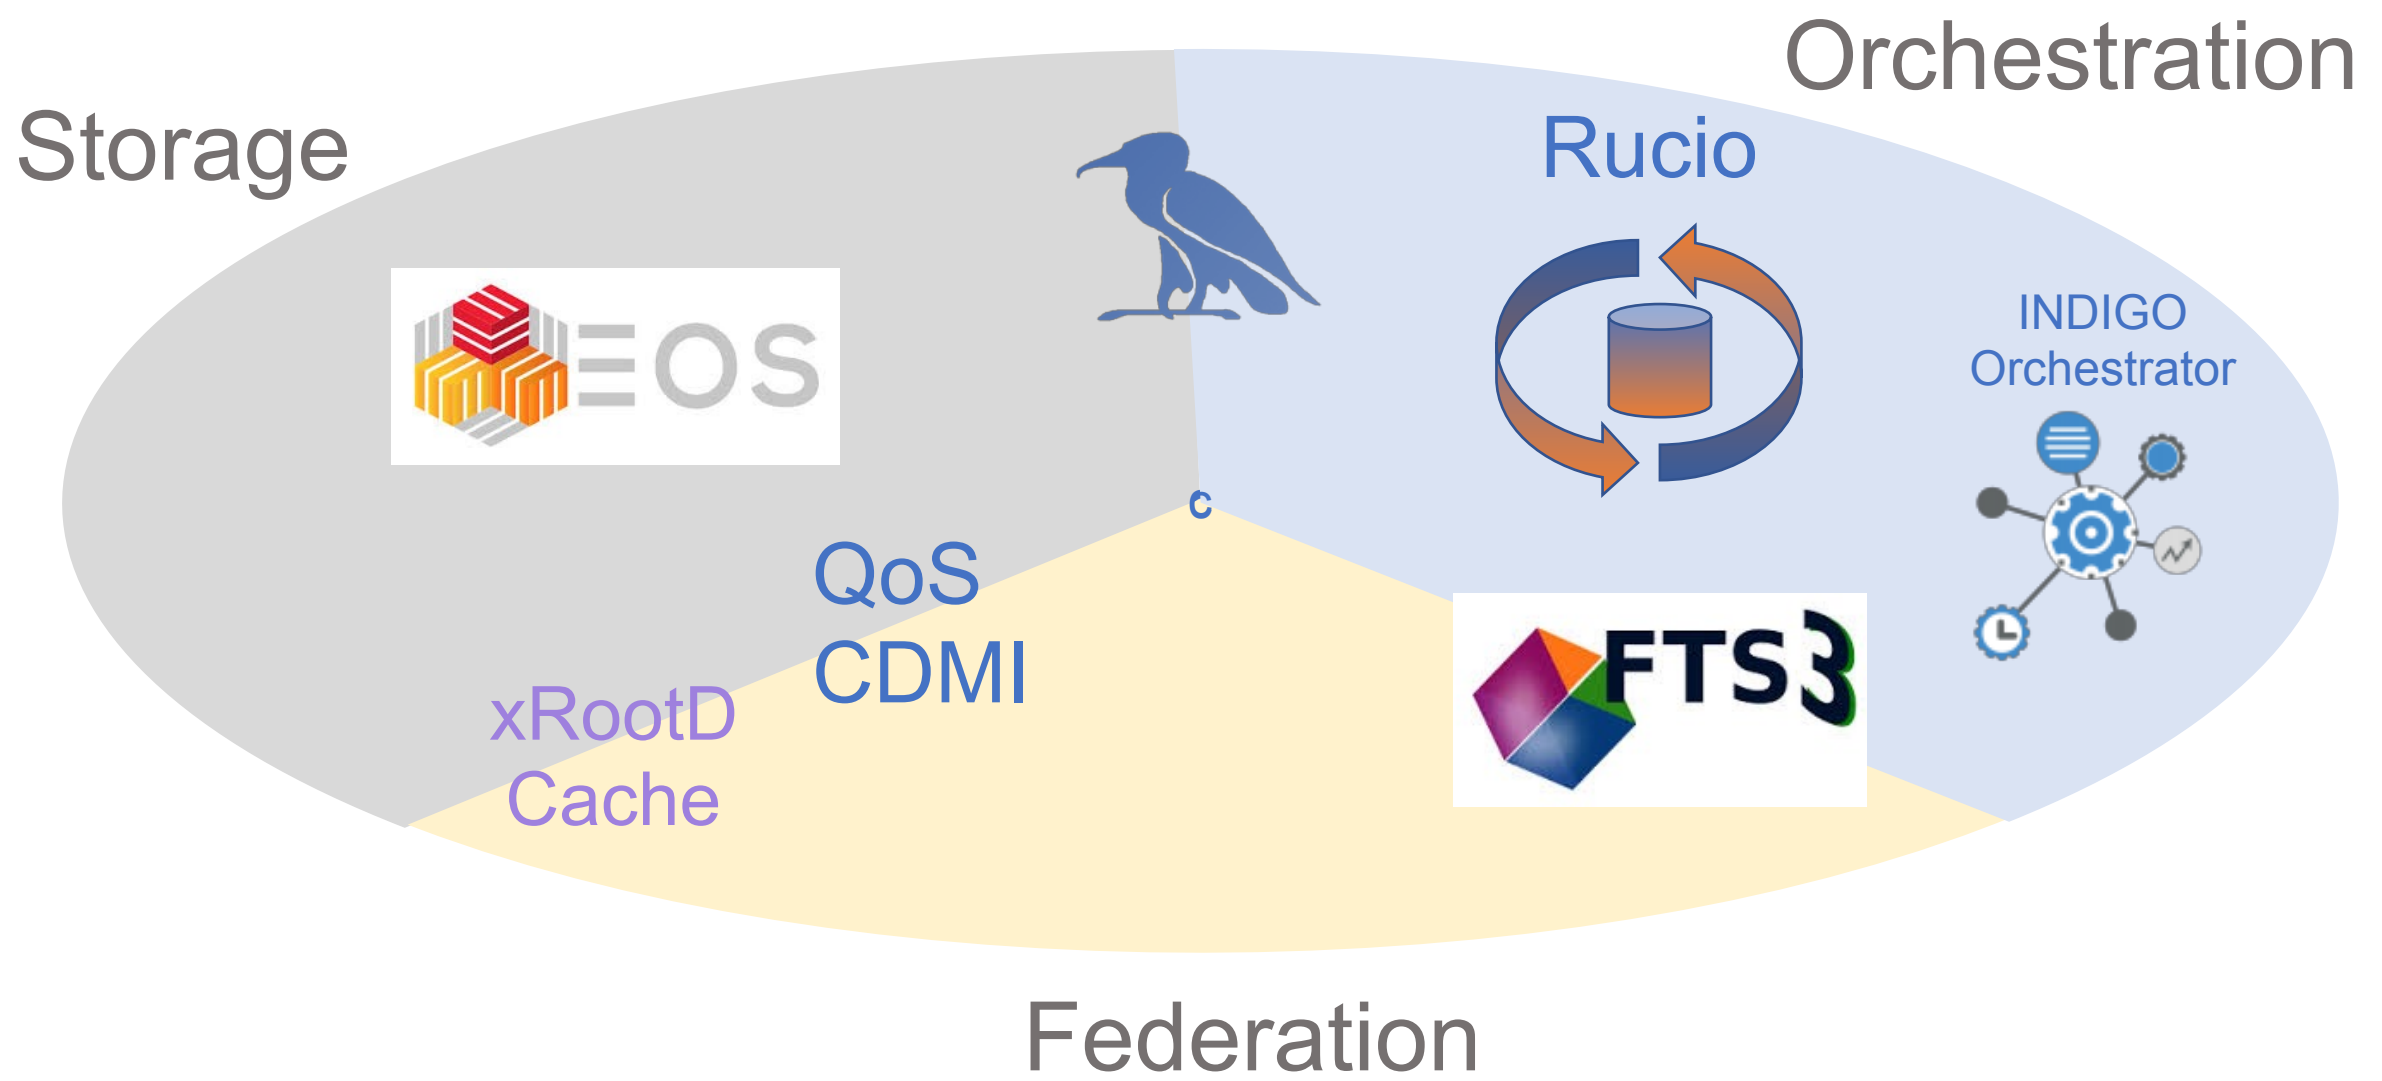 Orchestration
Storage
Rucio
INDIGO
Orchestrator
EOS
C
QoS
CDMI
FTS3
xRootD
Cache
Federation